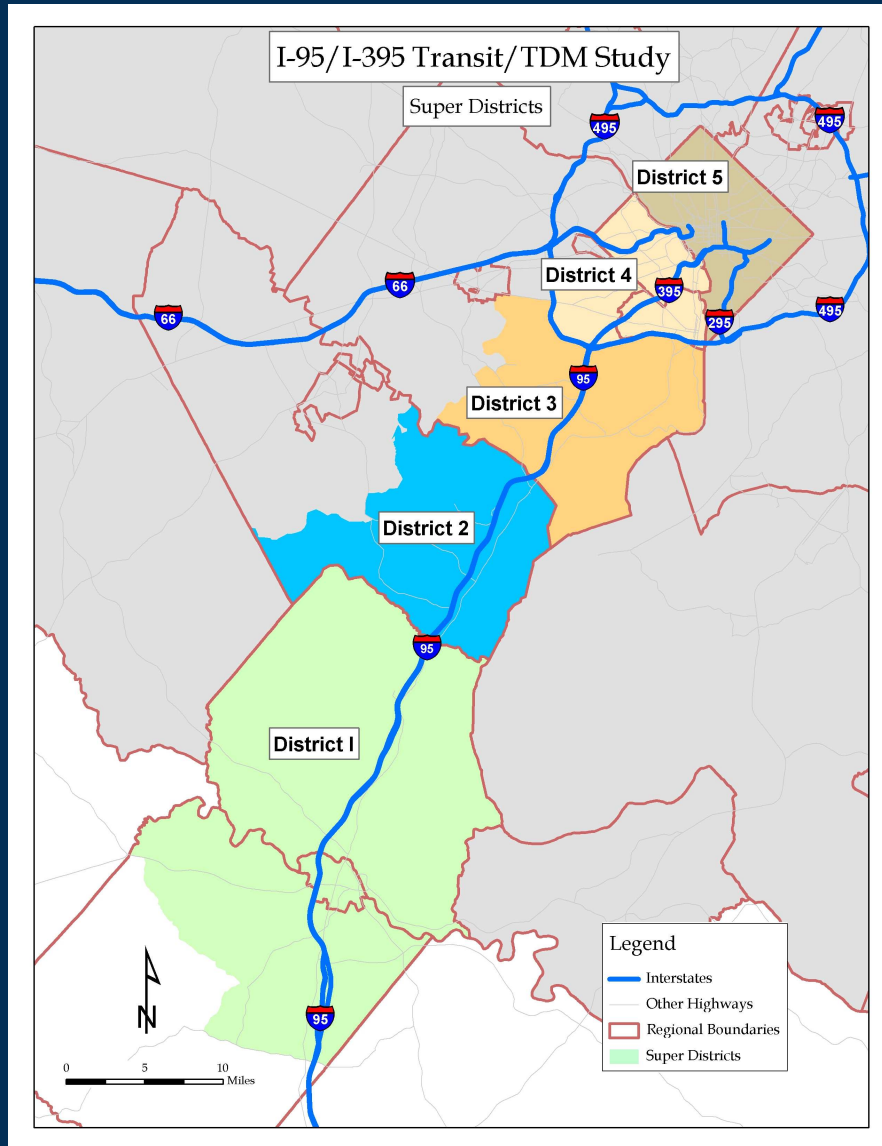 I-95/I-395 Transit/TDM Study
Super Districts
495
495
District 5
District 4
66
395
66
295
495
95
District 3
District 2
95
District I
Legend
Interstates
Other Highways
Regional Boundaries
Super Districts
N
95
0 5 10
Miles